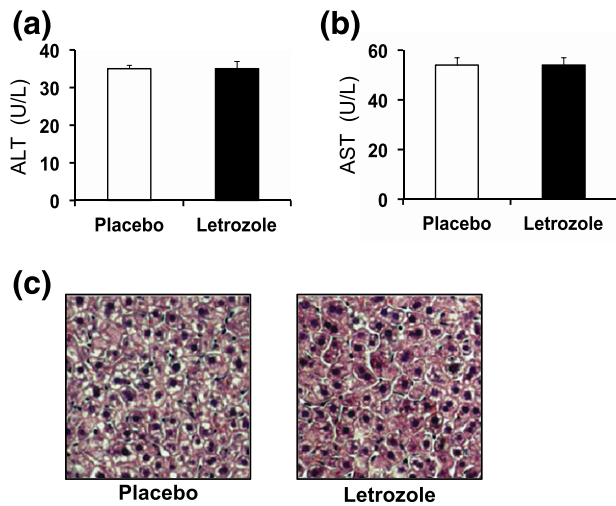 (a)
ALT (U/L)
40
30
20
10
0
Placebo Letrozole
(b)
AST (U/L)
60
40
20
0
Placebo Letrozole
(c)
Placebo
Letrozole